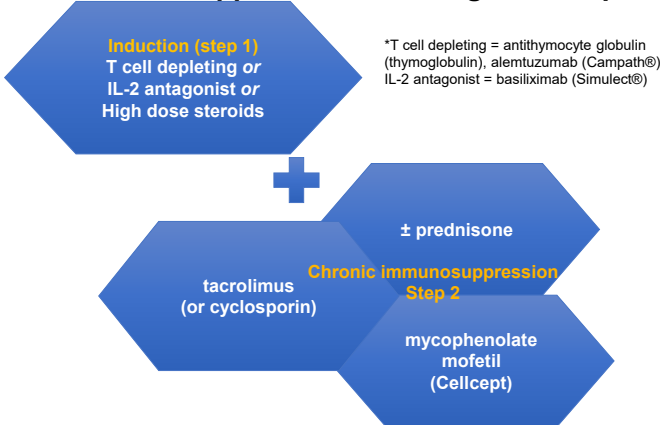 Induction (step 1)
T cell depleting or
IL-2 antagonist or
High dose steroids
*T cell depleting = antithymocyte globulin
(thymoglobulin), alemtuzumab (Campath®)
IL-2 antagonist = basiliximab (Simulect®)
± prednisone
Chronic immunosuppression
Step 2
tacrolimus
(or cyclosporin)
mycophenolate
mofetil
(Cellcept)